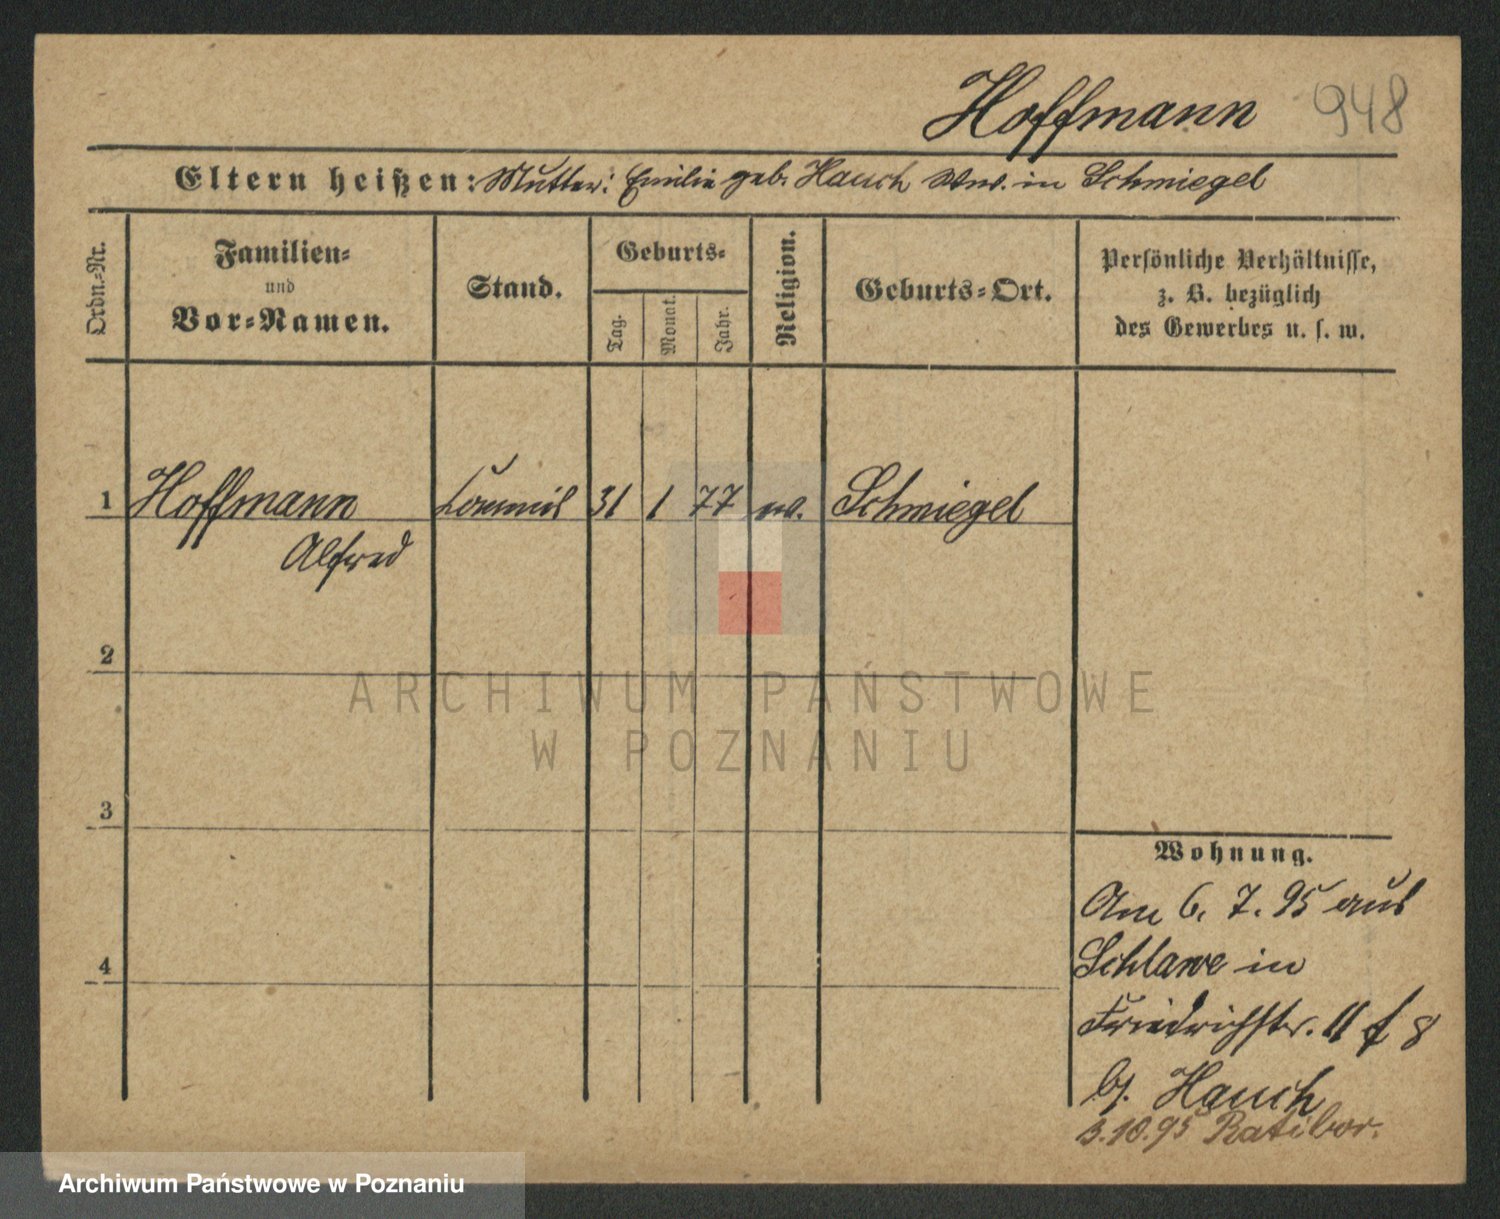 Hoffmann 948
Eltern heißen: Mutter: Emilie geb. Hauch Ww. in Schmiegel
Ordn.-Nr.
Familien-
und
Vor-Namen.
Stand.
Geburts-
Tag.
Monat.
Jahr.
Religion.
Geburts-Ort.
Persönliche Verhältnisse,
z. B. bezüglich
des Gewerbes u. s. w.
1 Hoffmann Commis 31 1 77 Schmiegel
Alfred
2
3
4
ARCHIWUM PAŃSTWOWE
W POZNANIU
Wohnung.
Am 6. 7. 95 aus
Schlawe in
Friedrichstr. 11 f 8
bj. Hauch
3.10.95 Ratibor.
Archiwum Państwowe w Poznaniu